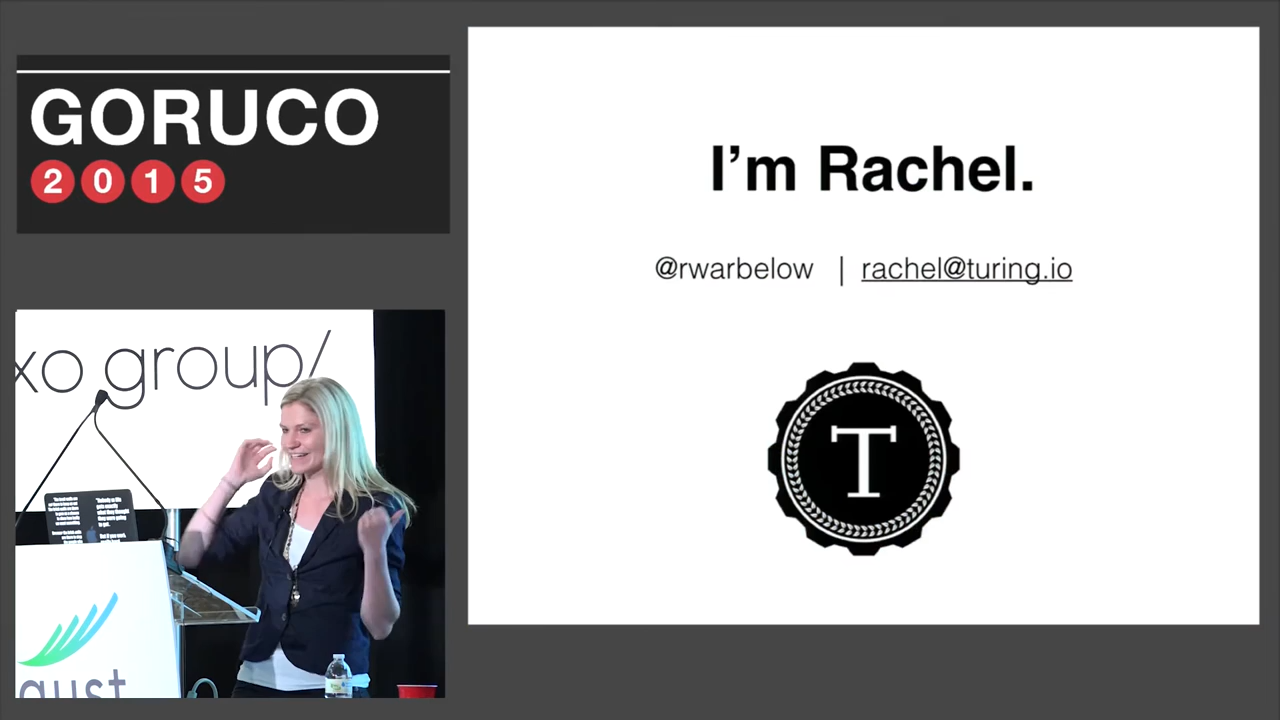 GORUCO
2015
I'm Rachel.
@rwarbelow | rachel@turing.io
T
xo group/
gust